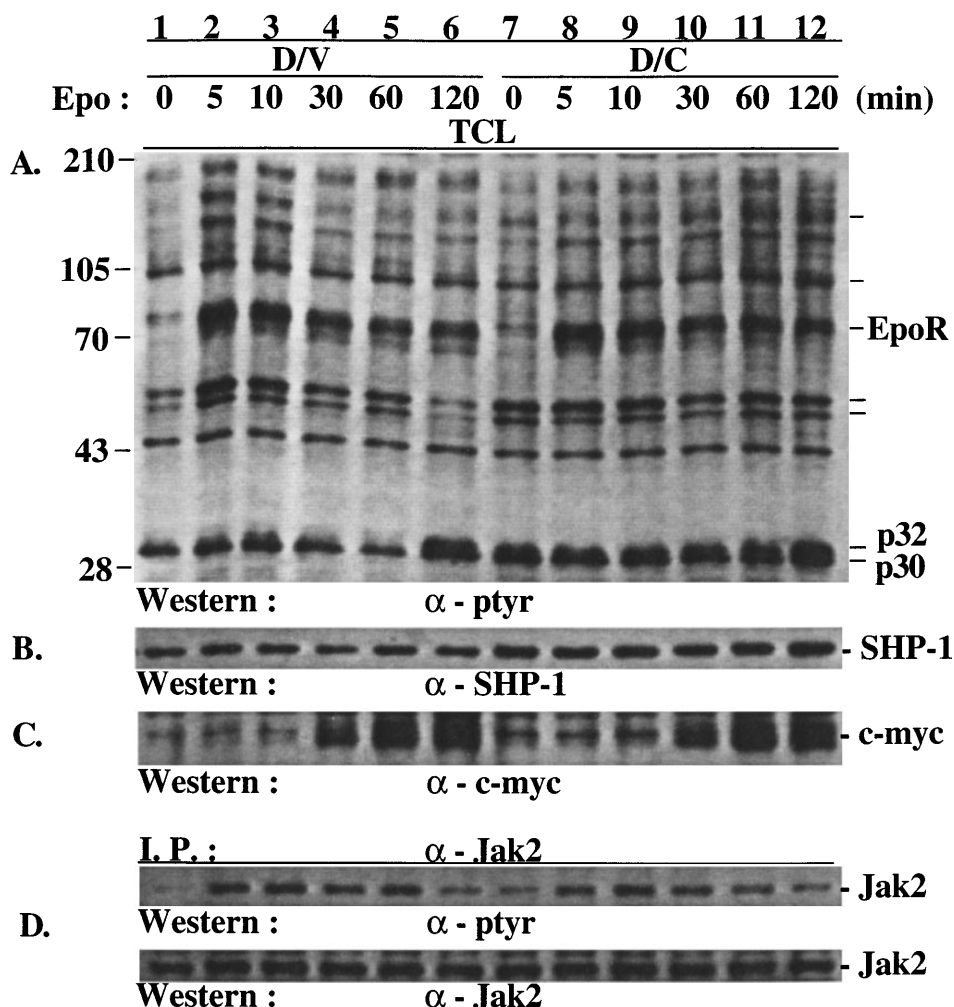 1 2 3 4 5 6 7 8 9 10 11 12
D/V D/C
Epo : 0 5 10 30 60 120 0 5 10 30 60 120 (min)
TCL
A. 210
105
EpoR
70
43
p32
p30
28
Western : α - ptyr
B. SHP-1
Western : α - SHP-1
C. c-myc
Western : α - c-myc
I. P. : α - Jak2
Jak2
D. Western : α - ptyr
Jak2
Western : α - Jak2